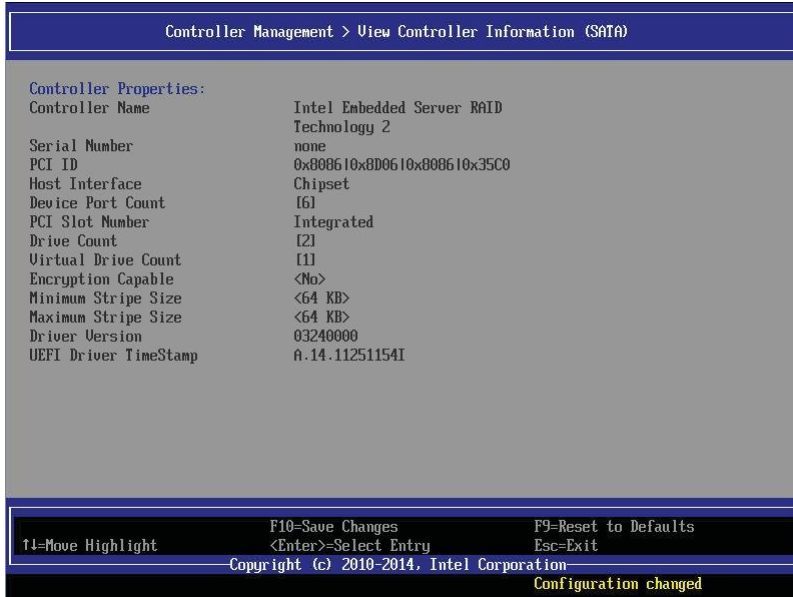 Controller Management > View Controller Information (SATA)
Controller Properties:
Controller Name Intel Embedded Server RAID
Technology 2
Serial Number none
PCI ID 0x8086|0x8D06|0x8086|0x35C0
Host Interface Chipset
Device Port Count [6]
PCI Slot Number Integrated
Drive Count [2]
Virtual Drive Count [1]
Encryption Capable <No>
Minimum Stripe Size <64 KB>
Maximum Stripe Size <64 KB>
Driver Version 03240000
UEFI Driver TimeStamp A.14.11251154I
F10=Save Changes F9=Reset to Defaults
↑↓=Move Highlight <Enter>=Select Entry Esc=Exit
Copyright (c) 2010-2014, Intel Corporation
Configuration changed